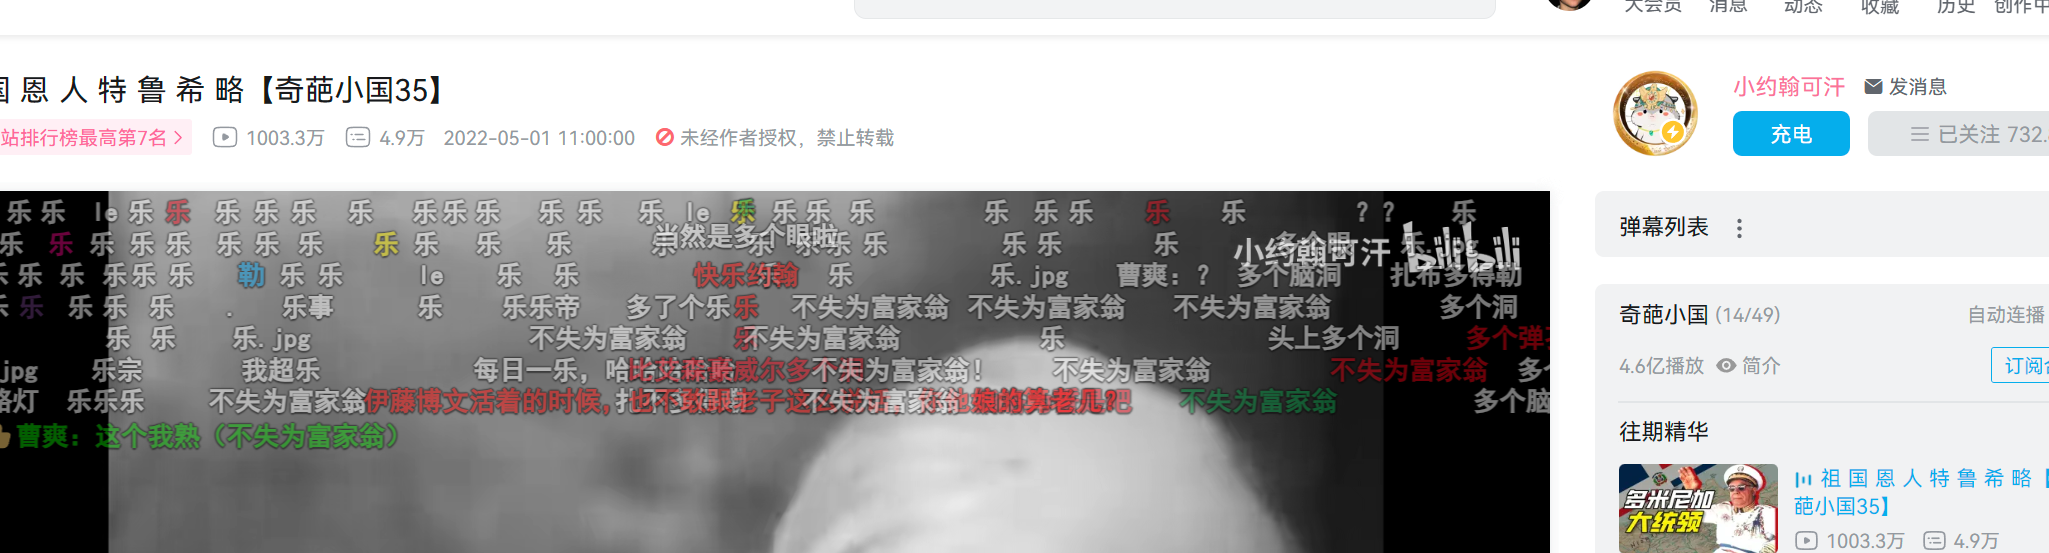 大会员 消息 动态 收藏 历史 创作中
国 恩 人 特 鲁 希 略【奇葩小国35】
站排行榜最高第7名 > 1003.3万 4.9万 2022-05-01 11:00:00 未经作者授权，禁止转载
小约翰可汗 发消息
充电 已关注 732.
弹幕列表
乐 乐 le 乐 乐 乐 乐 乐 乐 乐 乐 乐 乐 乐 乐 le 乐 乐 乐 乐 乐 乐 乐 乐 乐 ？？ 乐
当然是多个眼啦
乐 乐 乐 乐 乐 乐 乐 乐 乐 乐 乐 乐 乐 乐 乐 乐
小约翰可汗 bilibili
乐 乐 乐 乐 乐 勒 乐 乐 le 乐 乐 快乐约翰 乐 乐.jpg 曹爽：？ 多个脑洞 扎布多得勒
乐 乐 乐 乐 乐 . 乐事 乐 乐乐帝 多了个乐 乐 不失为富家翁 不失为富家翁 不失为富家翁 多个洞
乐 乐 乐.jpg 不失为富家翁 乐 不失为富家翁 乐 头上多个洞 多个弹
jpg 乐宗 我超乐 每日一乐，哈哈哈哈哈 不失为富家翁！ 不失为富家翁 不失为富家翁 多个
路灯 乐乐乐 不失为富家翁 伊藤博文活着的时候， 不失为富家翁 不失为富家翁 多个脑
曹爽：这个我熟（不失为富家翁）
奇葩小国 (14/49) 自动连播
4.6亿播放 简介 订阅合
往期精华
多米尼加
大统领
祖 国 恩 人 特 鲁 希 略【
葩小国35】
1003.3万 4.9万